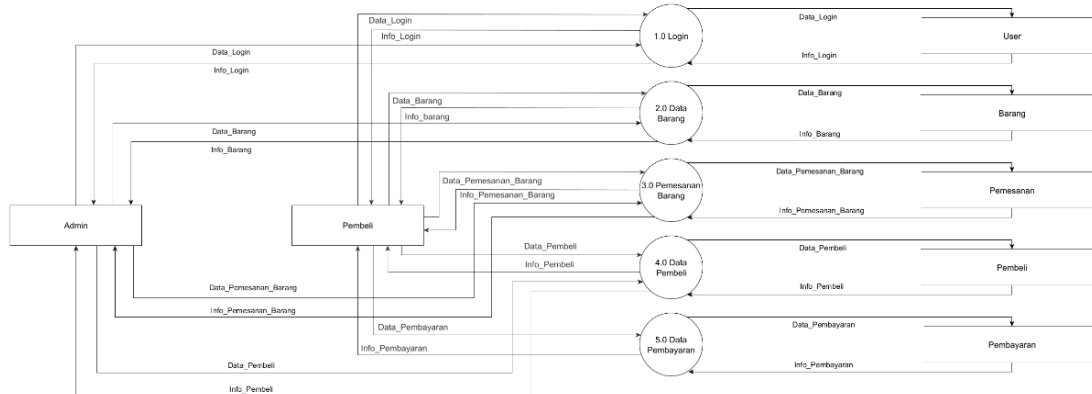 Data_Login
Info_Login
1.0 Login
Data_Login
Info_Login
User
Data_Login
Info_Login
Data_Barang
Info_barang
2.0 Data
Barang
Data_Barang
Info_Barang
Barang
Data_Barang
Info_Barang
Data_Pemesanan_Barang
Info_Pemesanan_Barang
3.0 Pemesanan
Barang
Data_Pemesanan_Barang
Info_Pemesanan_Barang
Pemesanan
Admin
Pembeli
Data_Pembeli
Info_Pembeli
4.0 Data
Pembeli
Data_Pembeli
Info_Pembeli
Pembeli
Data_Pemesanan_Barang
Info_Pemesanan_Barang
Data_Pembayaran
Info_Pembayaran
5.0 Data
Pembayaran
Data_Pembayaran
Info_Pembayaran
Pembayaran
Data_Pembeli
Info_Pembeli